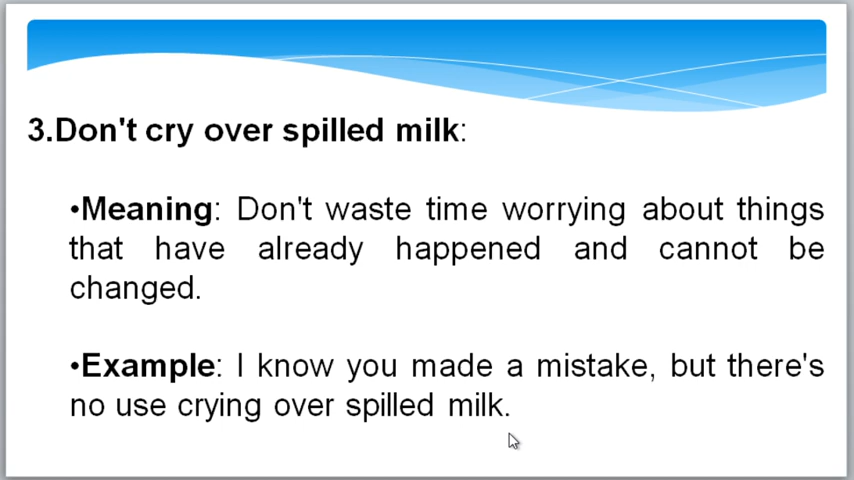 3.Don't cry over spilled milk:
•Meaning: Don't waste time worrying about things
that have already happened and cannot be
changed.
•Example: I know you made a mistake, but there's
no use crying over spilled milk.